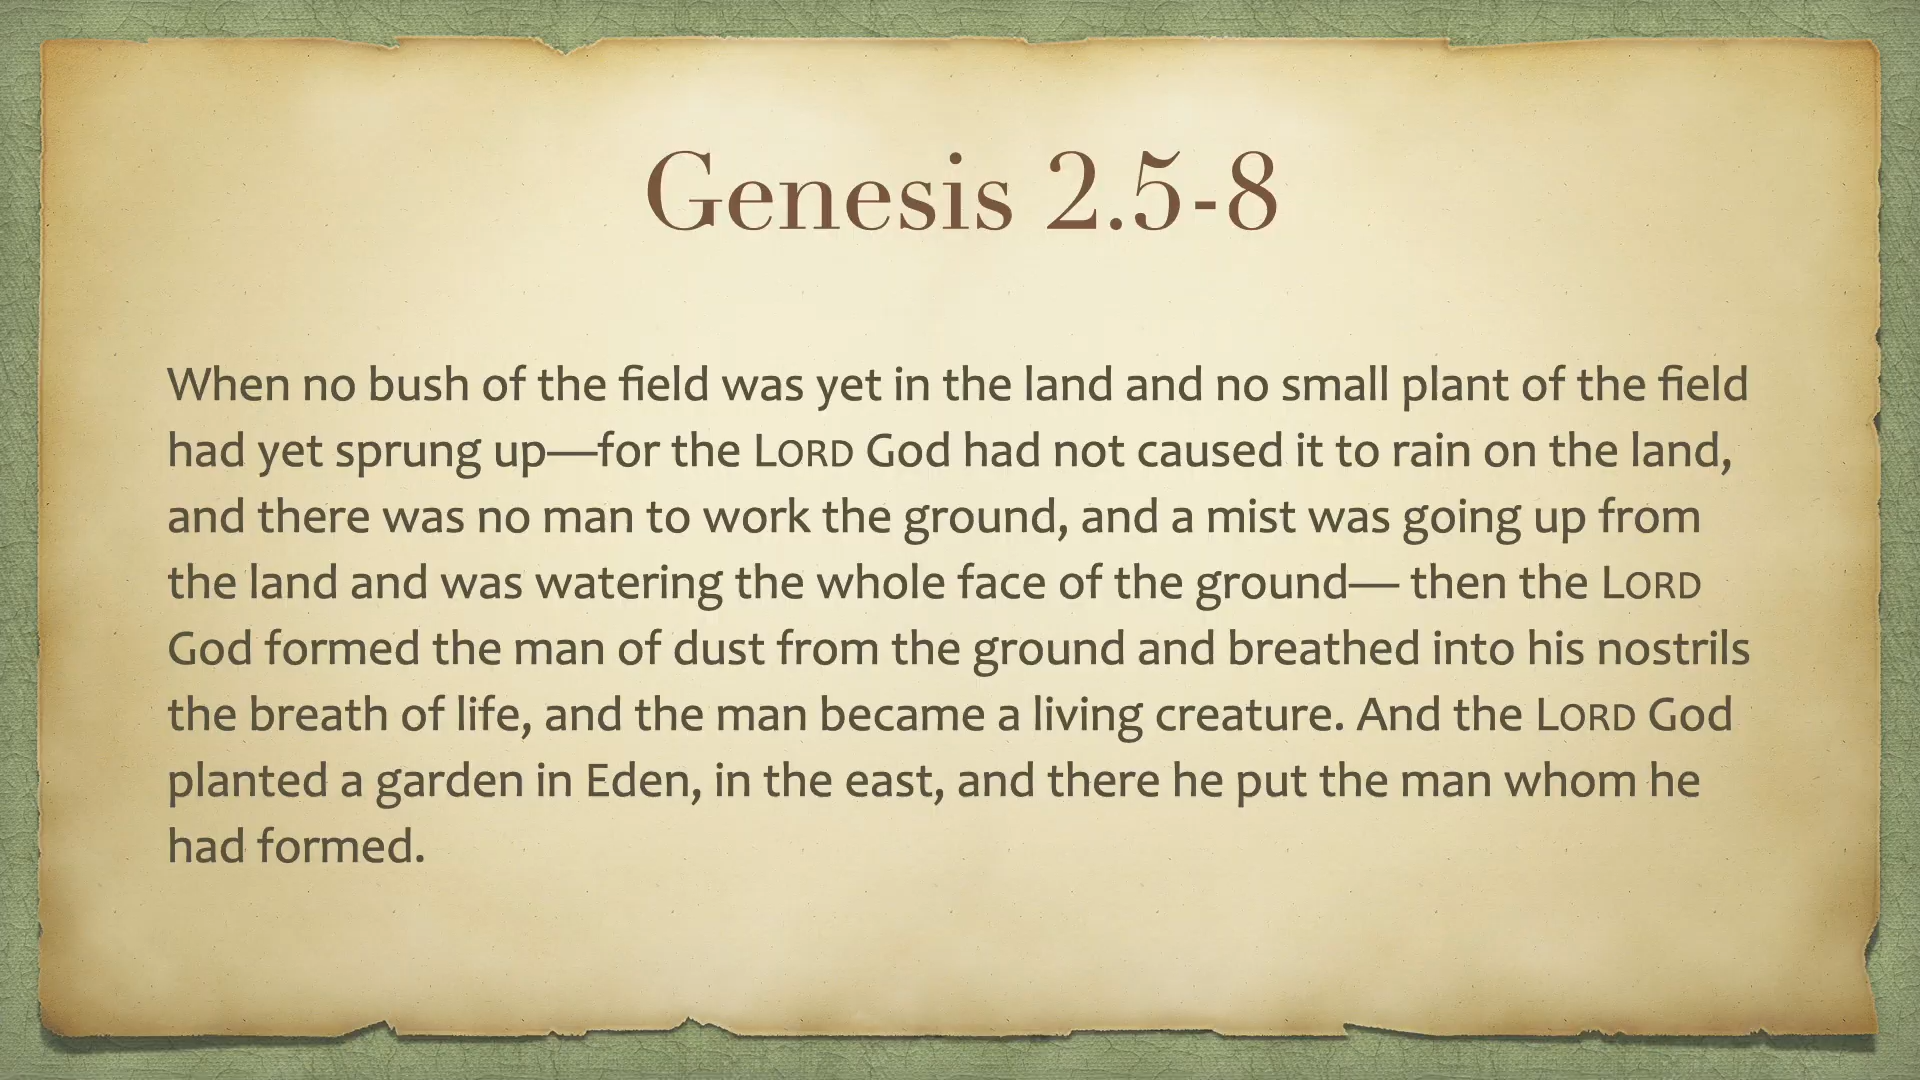 Genesis 2.5-8
When no bush of the field was yet in the land and no small plant of the field
had yet sprung up—for the LORD God had not caused it to rain on the land,
and there was no man to work the ground, and a mist was going up from
the land and was watering the whole face of the ground— then the LORD
God formed the man of dust from the ground and breathed into his nostrils
the breath of life, and the man became a living creature. And the LORD God
planted a garden in Eden, in the east, and there he put the man whom he
had formed.